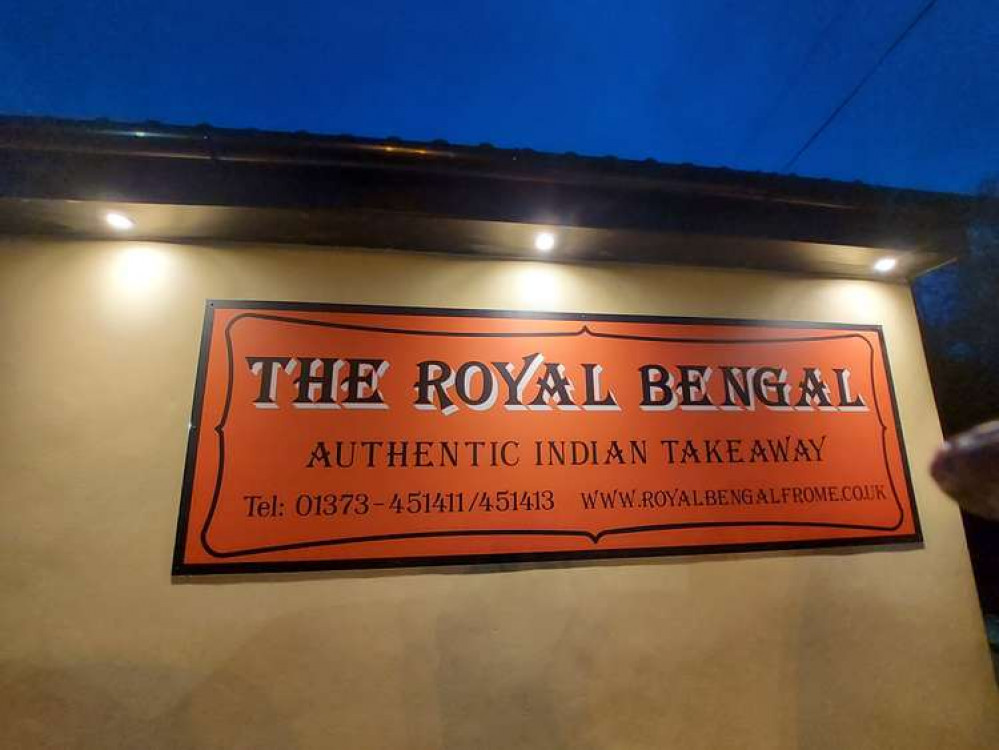 THE ROYAL BENGAL
AUTHENTIC INDIAN TAKEAWAY
Tel: 01373-451411/451413 WWW.ROYALBENGALFROME.CO.UK